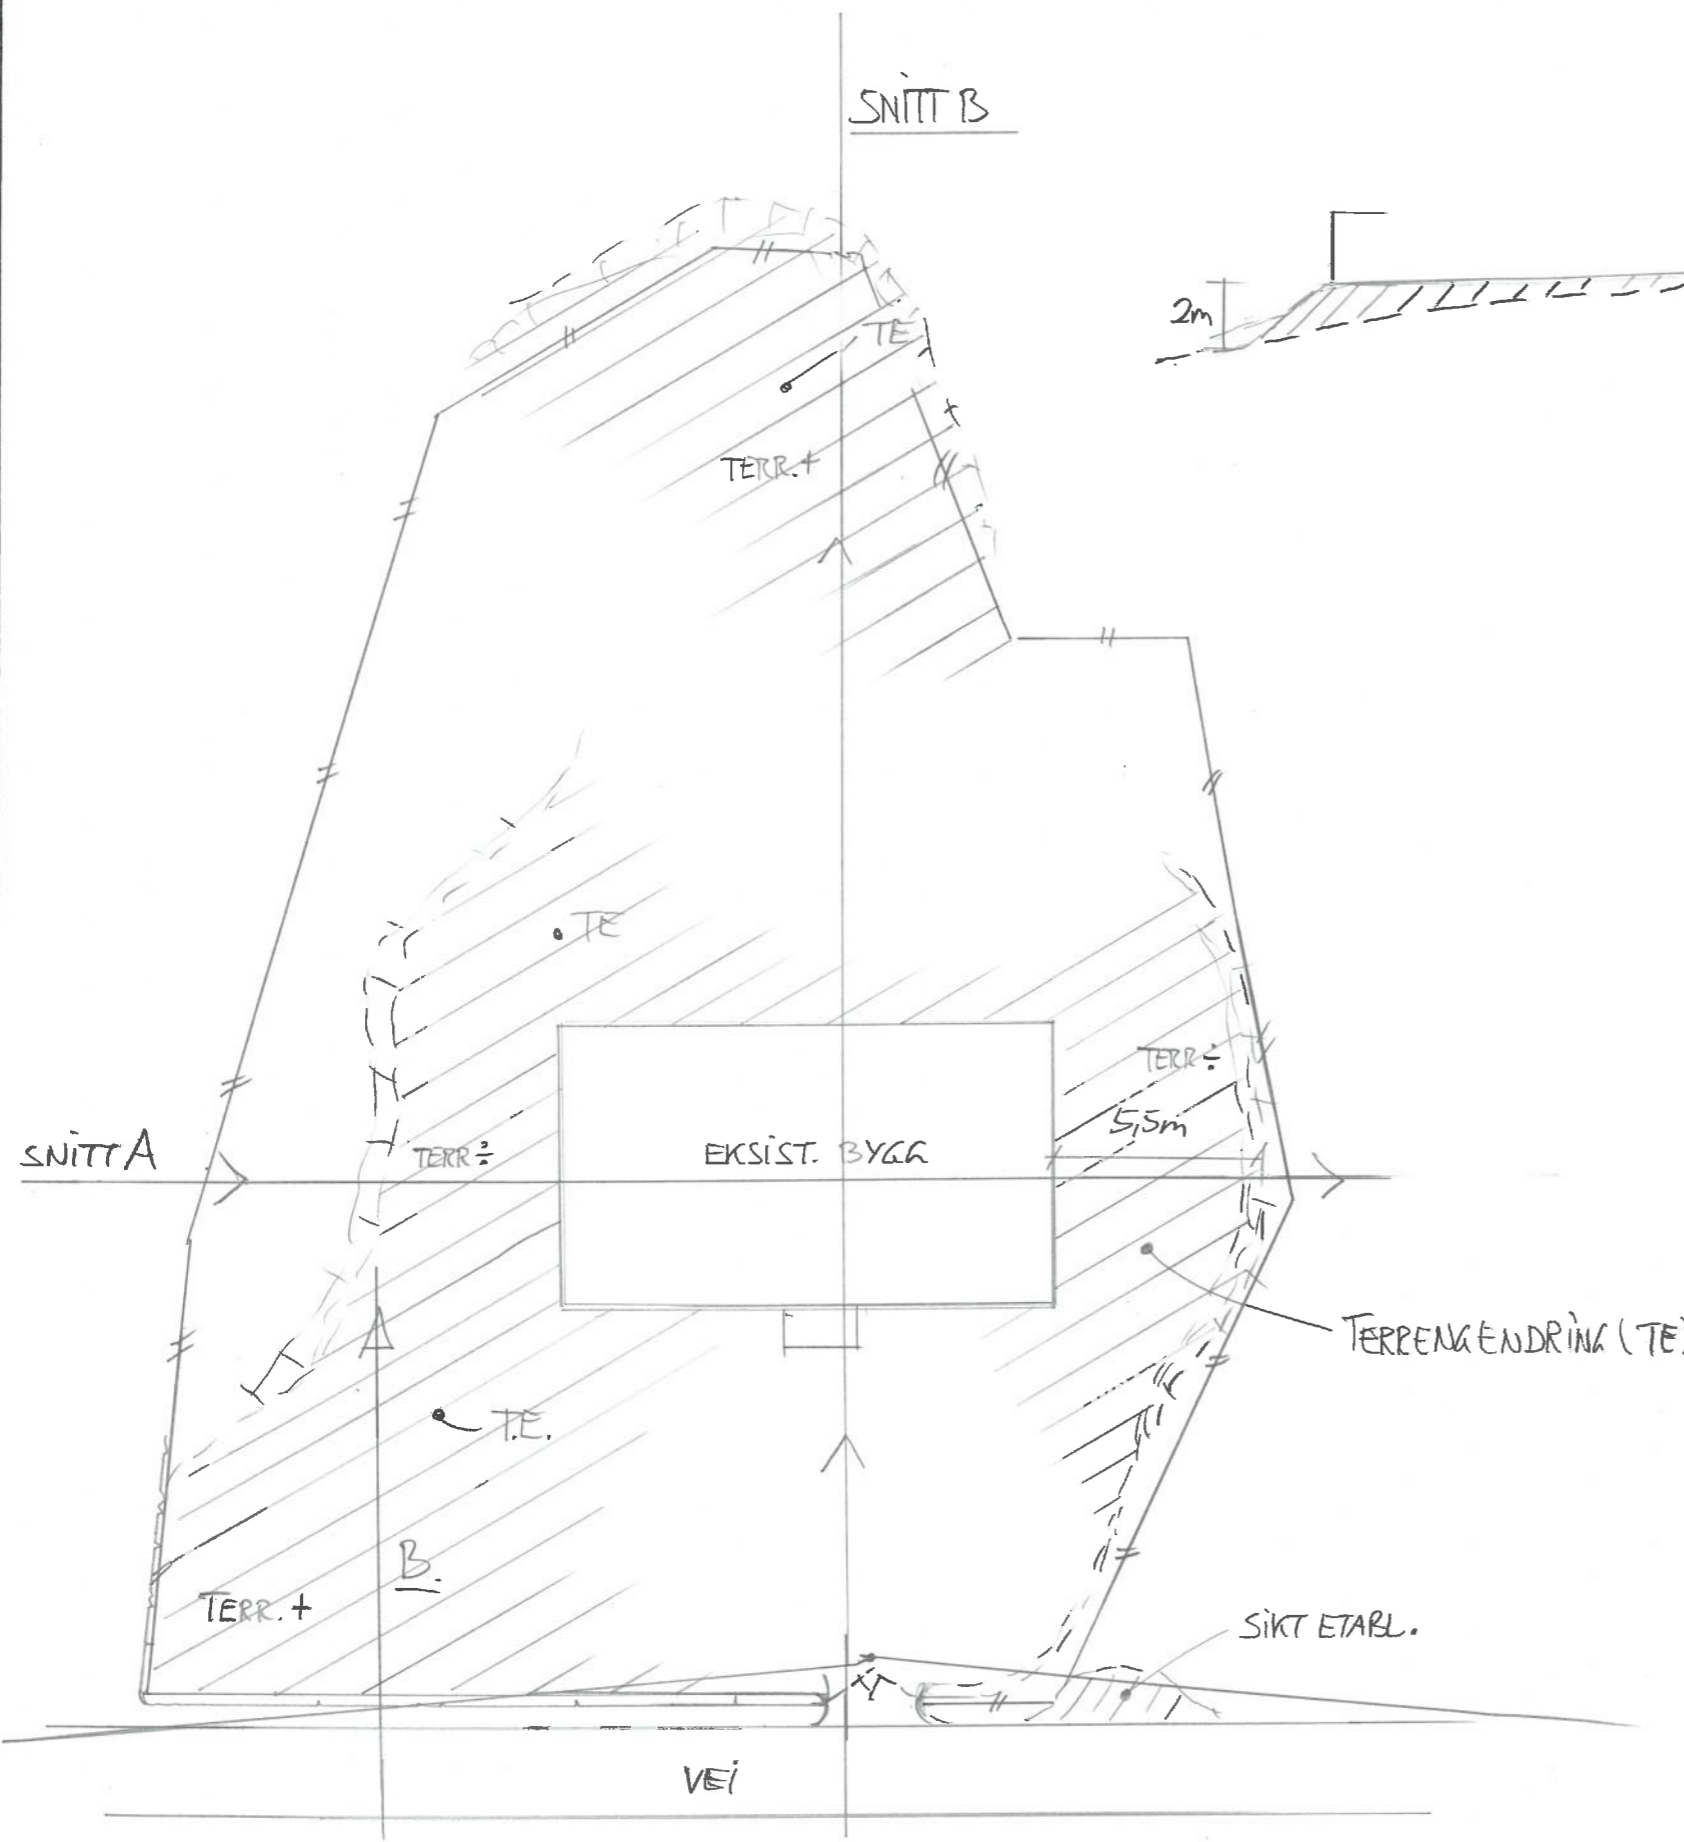 SNITT B
2m
TE
TERR. +
TE
TERR ÷
5,5m
SNITT A
TERR ÷
EKSIST. BYGG
TERRENGENDRING (TE)
T.E.
B.
TERR. +
SIKT ETABL.
VEI